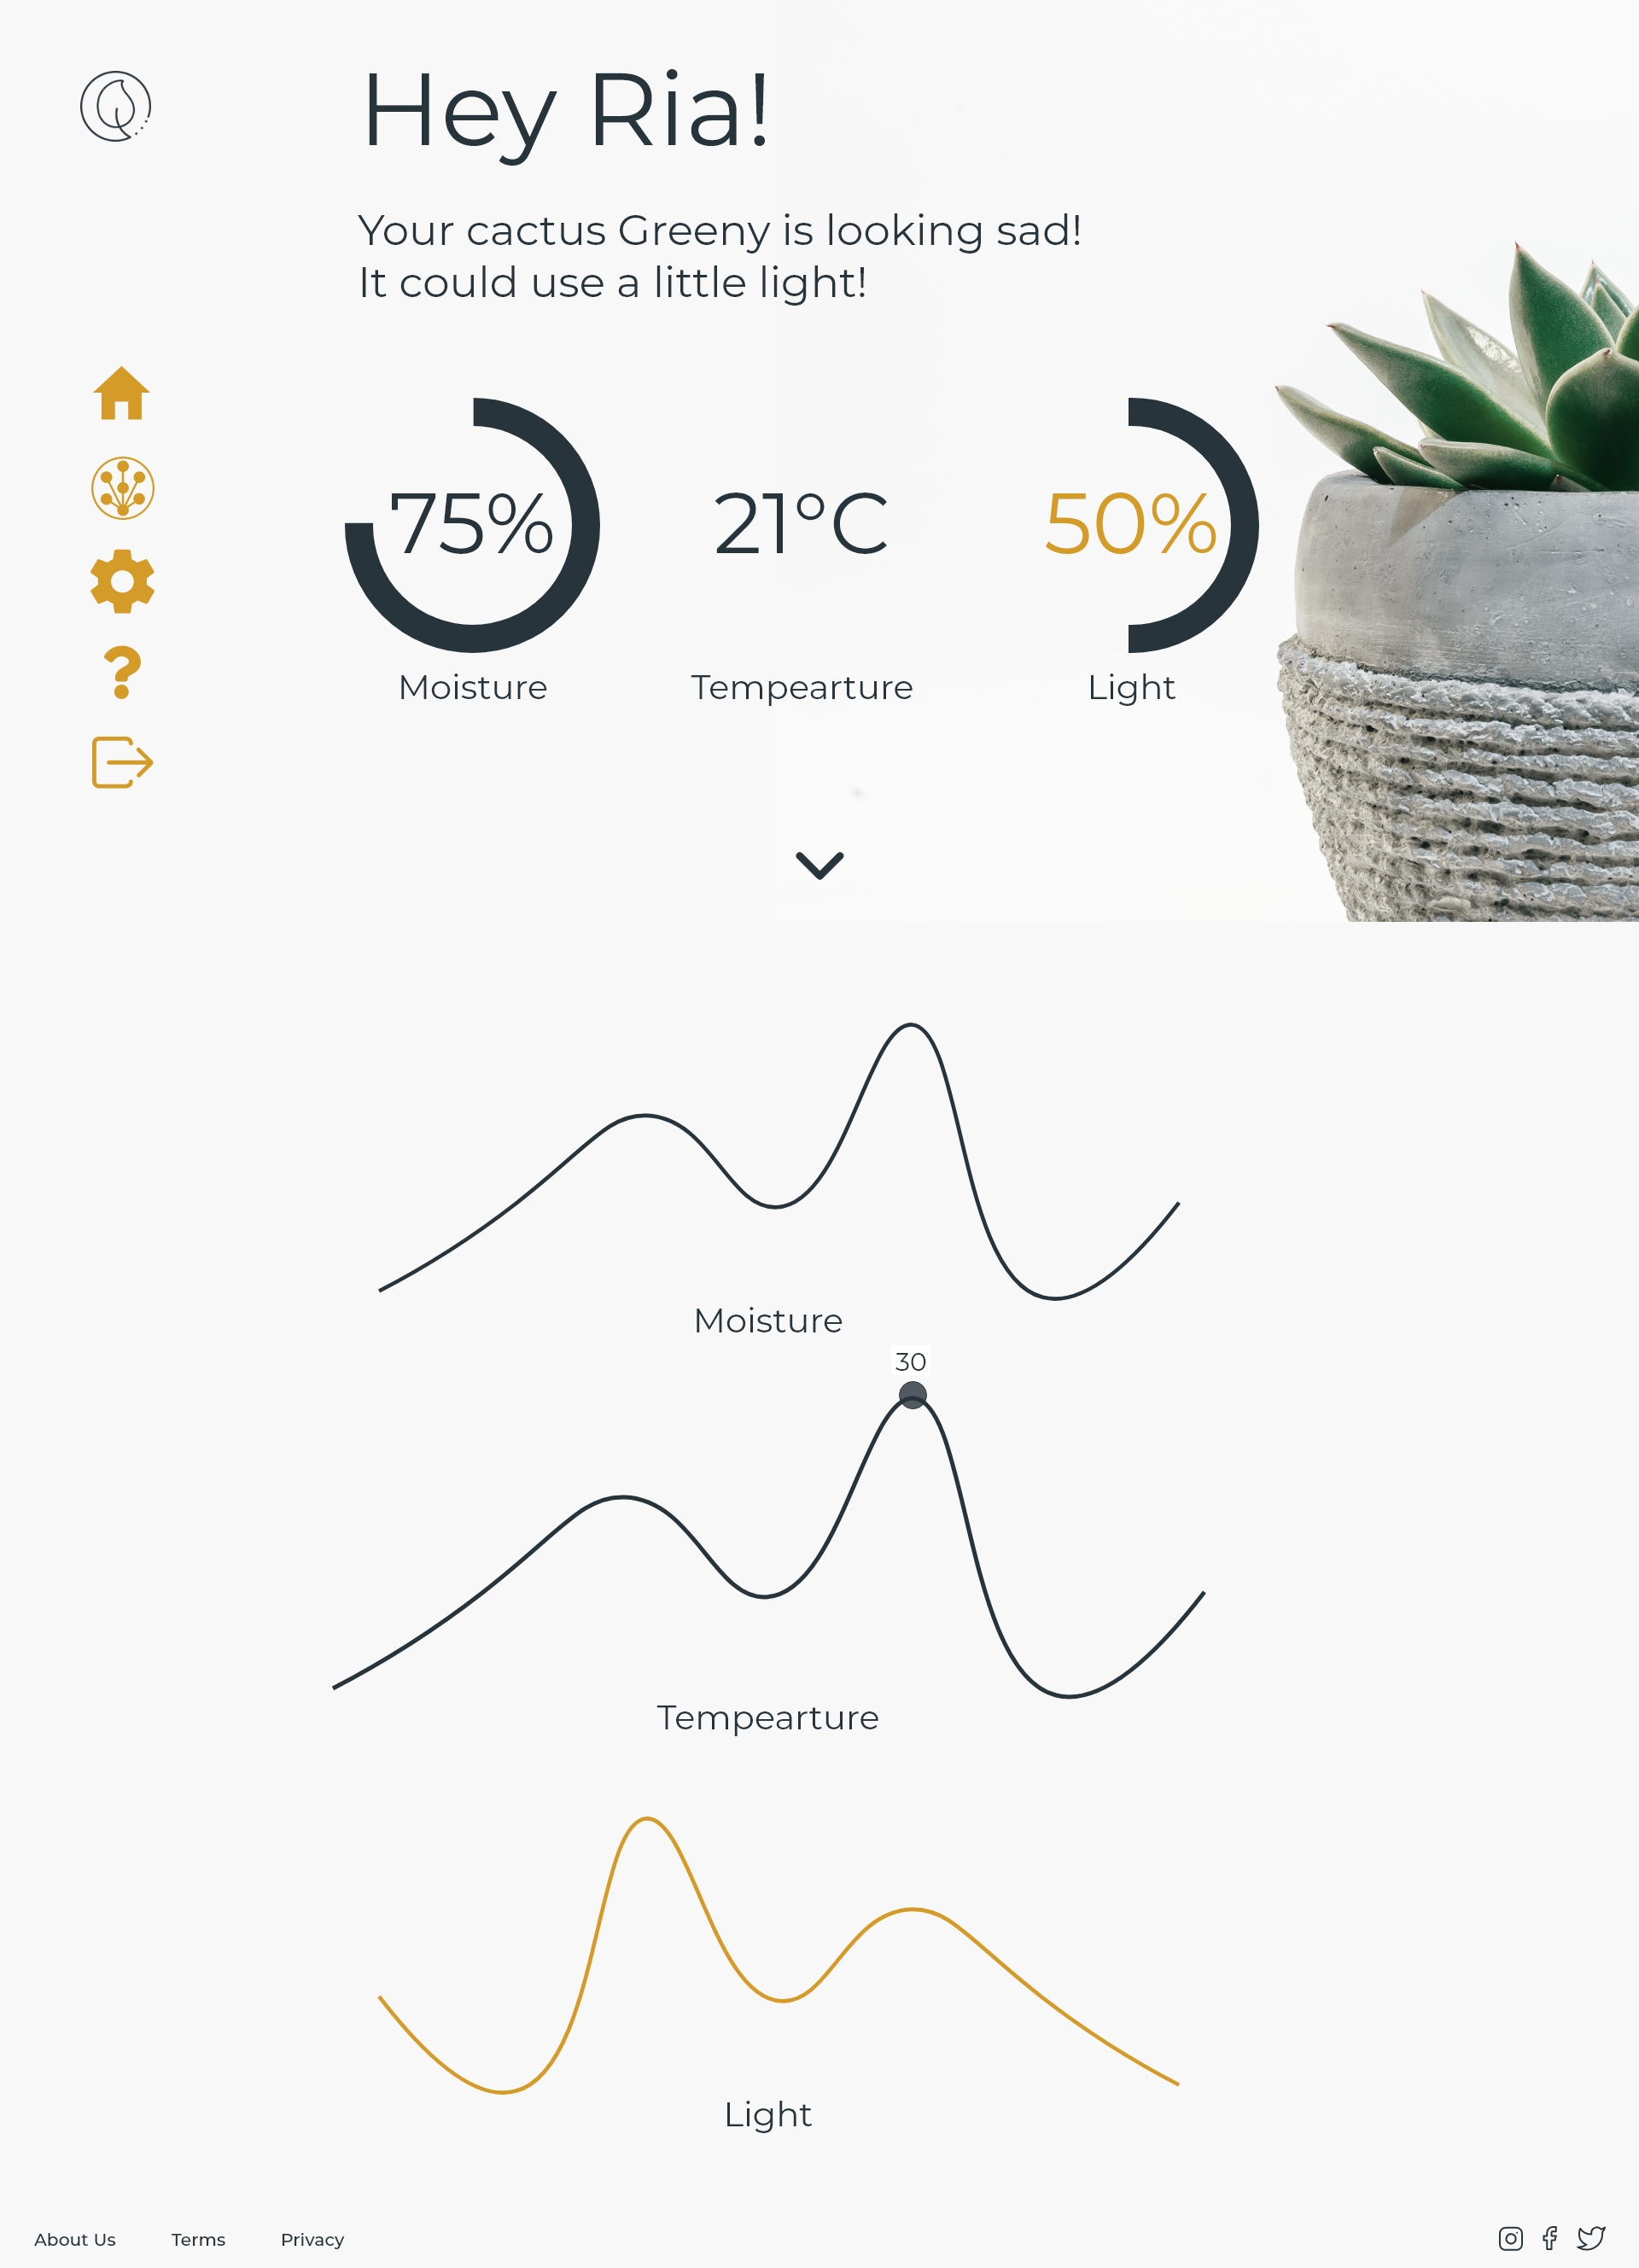 Hey Ria!
Your cactus Greeny is looking sad!
It could use a little light!
75%
21°C
50%
Moisture
Tempearture
Light
Moisture
30
Tempearture
Light
About Us
Terms
Privacy